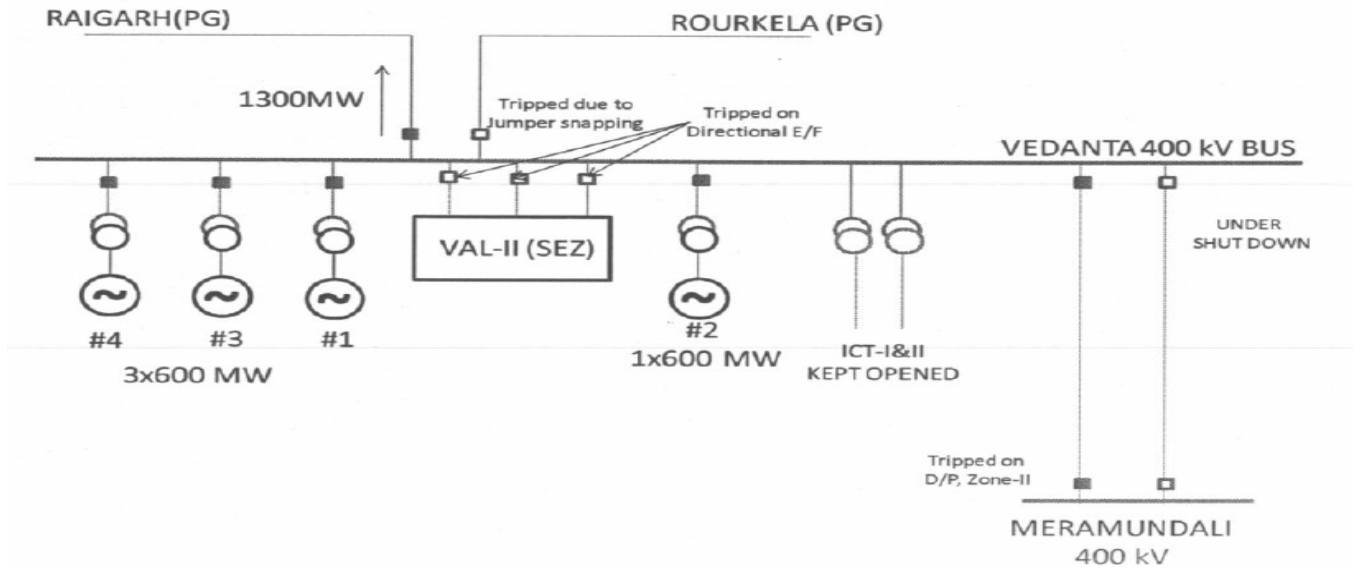 RAIGARH(PG)
ROURKELA (PG)
1300MW
Tripped due to
Jumper snapping
Tripped on
Directional E/F
VEDANTA 400 kV BUS
VAL-II (SEZ)
UNDER
SHUT DOWN
#4
#3
#1
#2
3x600 MW
1x600 MW
ICT-I&II
KEPT OPENED
Tripped on
D/P, Zone-II
MERAMUNDALI
400 kV